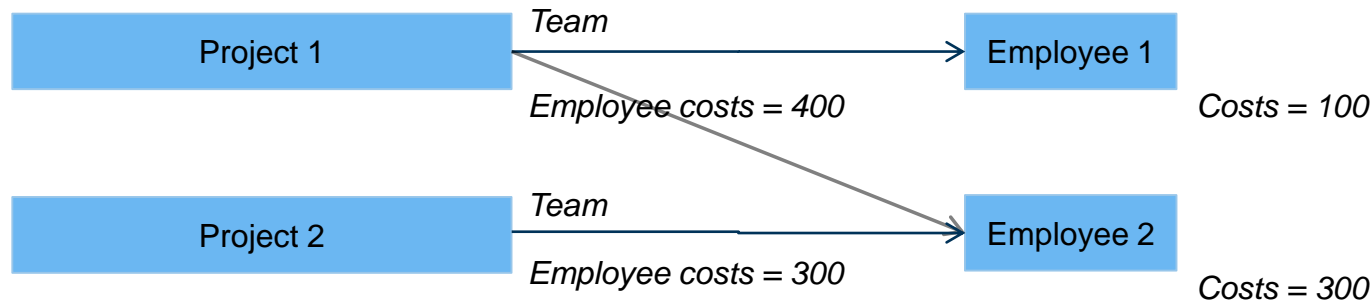 Team
Project 1
Employee 1
Employee costs = 400
Costs = 100
Team
Project 2
Employee 2
Employee costs = 300
Costs = 300